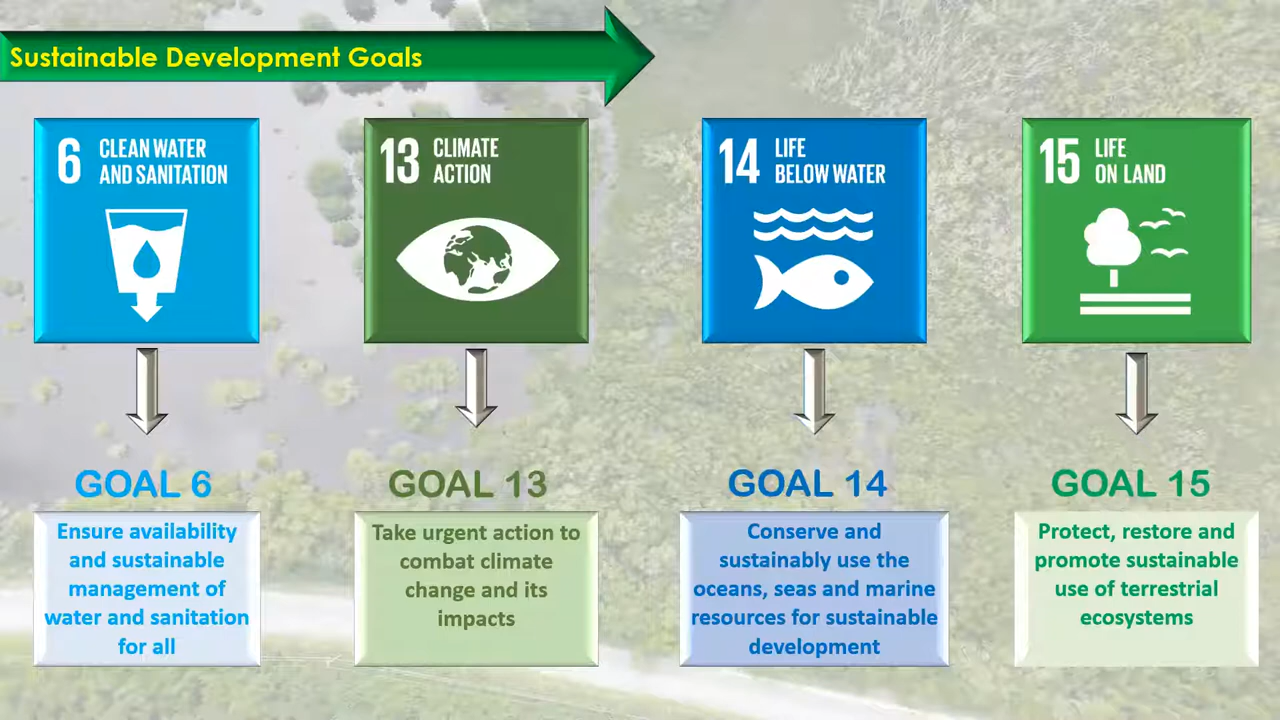 Sustainable Development Goals
6 CLEAN WATER
AND SANITATION
13 CLIMATE
ACTION
14 LIFE
BELOW WATER
15 LIFE
ON LAND
GOAL 6
Ensure availability
and sustainable
management of
water and sanitation
for all
GOAL 13
Take urgent action to
combat climate
change and its
impacts
GOAL 14
Conserve and
sustainably use the
oceans, seas and marine
resources for sustainable
development
GOAL 15
Protect, restore and
promote sustainable
use of terrestrial
ecosystems